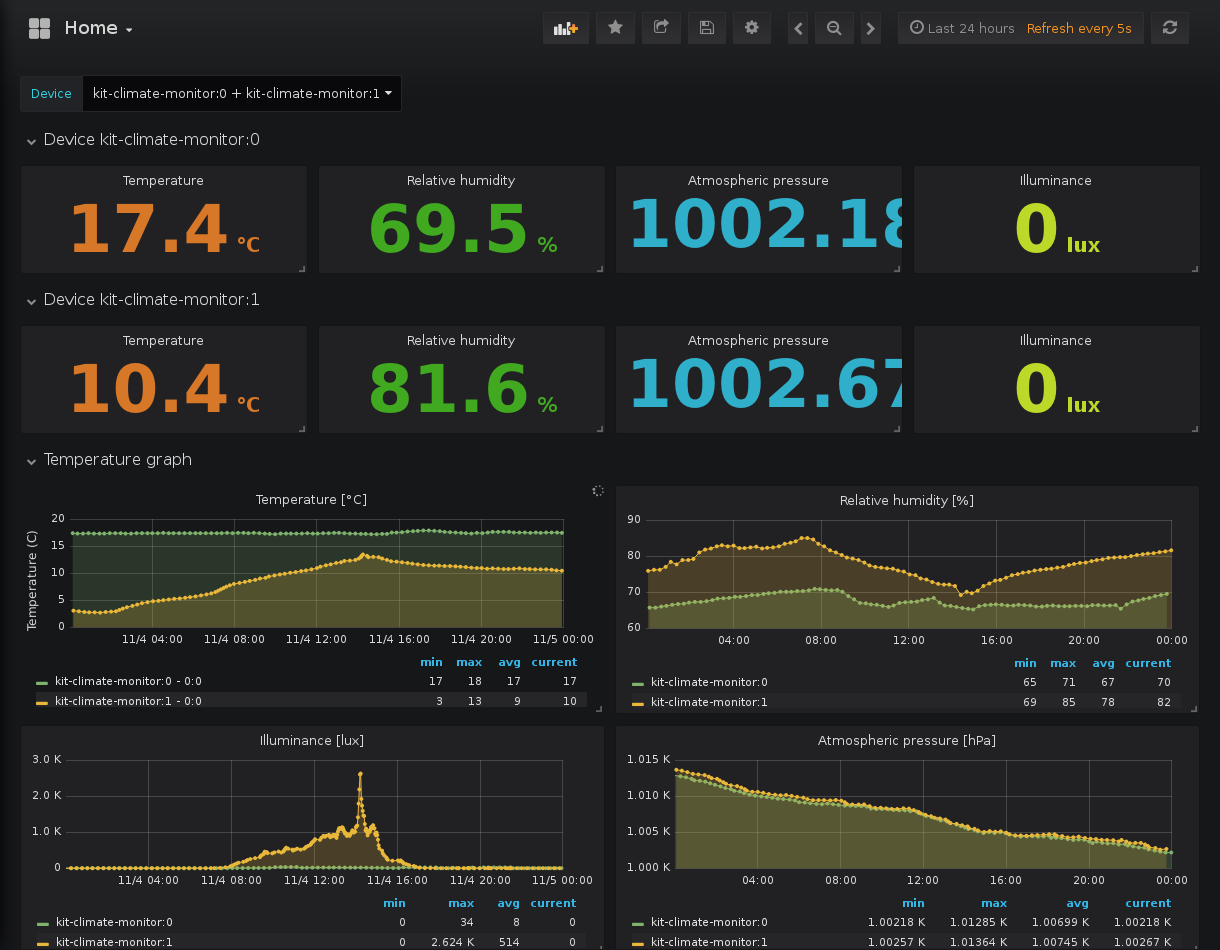 Home
Last 24 hours Refresh every 5s
Device kit-climate-monitor:0 + kit-climate-monitor:1
Device kit-climate-monitor:0
Temperature Relative humidity Atmospheric pressure Illuminance
17.4 °C 69.5 % 1002.18 0 lux
Device kit-climate-monitor:1
Temperature Relative humidity Atmospheric pressure Illuminance
10.4 °C 81.6 % 1002.67 0 lux
Temperature graph
Temperature [°C]
Temperature (C)
20
15
10
5
0
11/4 04:00 11/4 08:00 11/4 12:00 11/4 16:00 11/4 20:00 11/5 00:00
min max avg current
kit-climate-monitor:0 - 0:0 17 18 17 17
kit-climate-monitor:1 - 0:0 3 13 9 10
Relative humidity [%]
90
80
70
60
04:00 08:00 12:00 16:00 20:00 00:00
min max avg current
kit-climate-monitor:0 65 71 67 70
kit-climate-monitor:1 69 85 78 82
Illuminance [lux]
3.0 K
2.0 K
1.0 K
0
11/4 04:00 11/4 08:00 11/4 12:00 11/4 16:00 11/4 20:00 11/5 00:00
min max avg current
kit-climate-monitor:0 0 34 8 0
kit-climate-monitor:1 0 2.624 K 514 0
Atmospheric pressure [hPa]
1.015 K
1.010 K
1.005 K
1.000 K
04:00 08:00 12:00 16:00 20:00 00:00
min max avg current
kit-climate-monitor:0 1.00218 K 1.01285 K 1.00699 K 1.00218 K
kit-climate-monitor:1 1.00257 K 1.01364 K 1.00745 K 1.00267 K